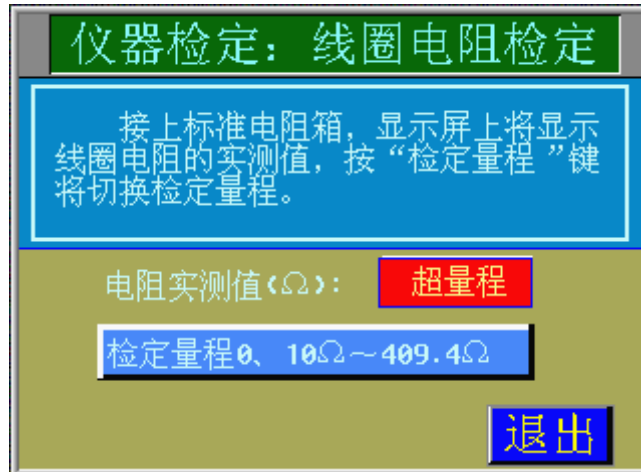 仪器检定：线圈电阻检定
接上标准电阻箱，显示屏上将显示
线圈电阻的实测值，按“检定量程”键
将切换检定量程。
电阻实测值(Ω)： 超量程
检定量程0、10Ω～409.4Ω
退出